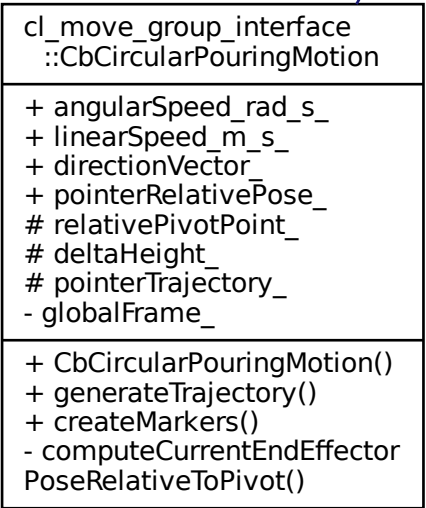 cl_move_group_interface
::CbCircularPouringMotion
+ angularSpeed_rad_s_
+ linearSpeed_m_s_
+ directionVector_
+ pointerRelativePose_
# relativePivotPoint_
# deltaHeight_
# pointerTrajectory_
- globalFrame_
+ CbCircularPouringMotion()
+ generateTrajectory()
+ createMarkers()
- computeCurrentEndEffector
PoseRelativeToPivot()